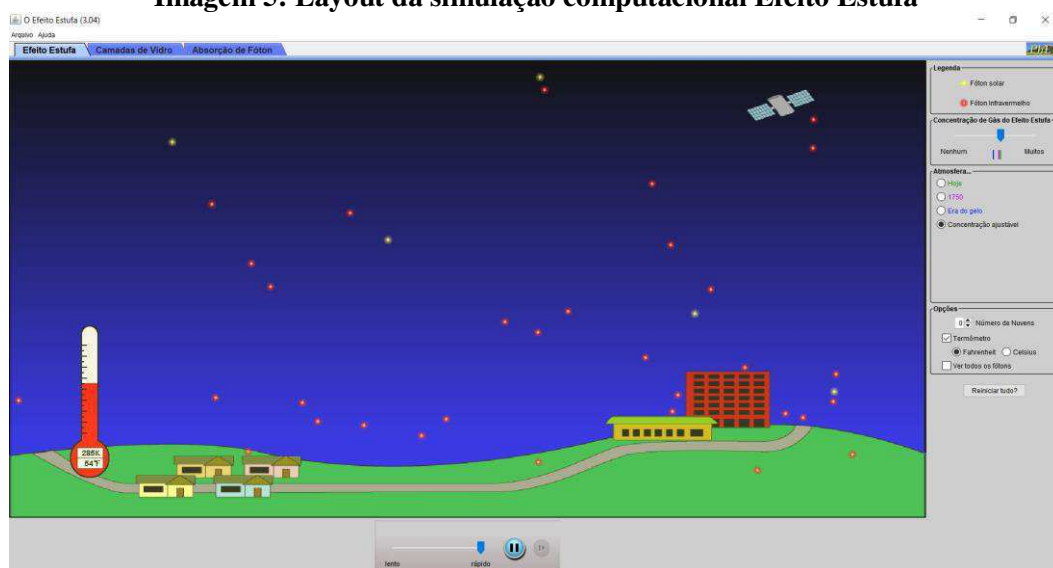 Imagem 5: Layout da simulação computacional Efeito Estufa
O Efeito Estufa (3.04)
Arquivo Ajuda
Efeito Estufa Camadas de Vidro Absorção de Fóton
Legenda
Fóton solar
Fóton Infravermelho
Concentração de Gás do Efeito Estufa
Nenhum Muitos
Atmosfera...
Hoje
1750
Era do gelo
Concentração ajustável
Opções
0 Número de Nuvens
Termômetro
Fahrenheit Celsius
Ver todos os fótons
Reiniciar tudo?
54°F
lento rápido